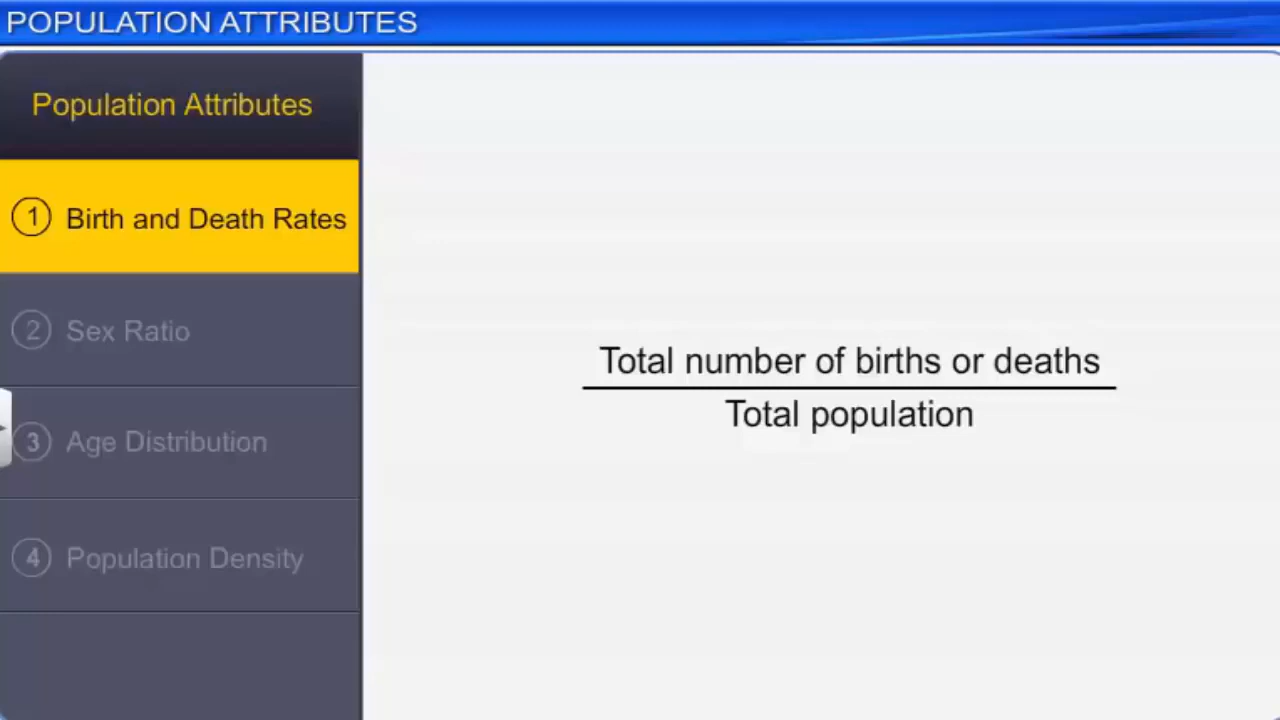 POPULATION ATTRIBUTES
Population Attributes
1 Birth and Death Rates
2 Sex Ratio
3 Age Distribution
4 Population Density
Total number of births or deaths
Total population